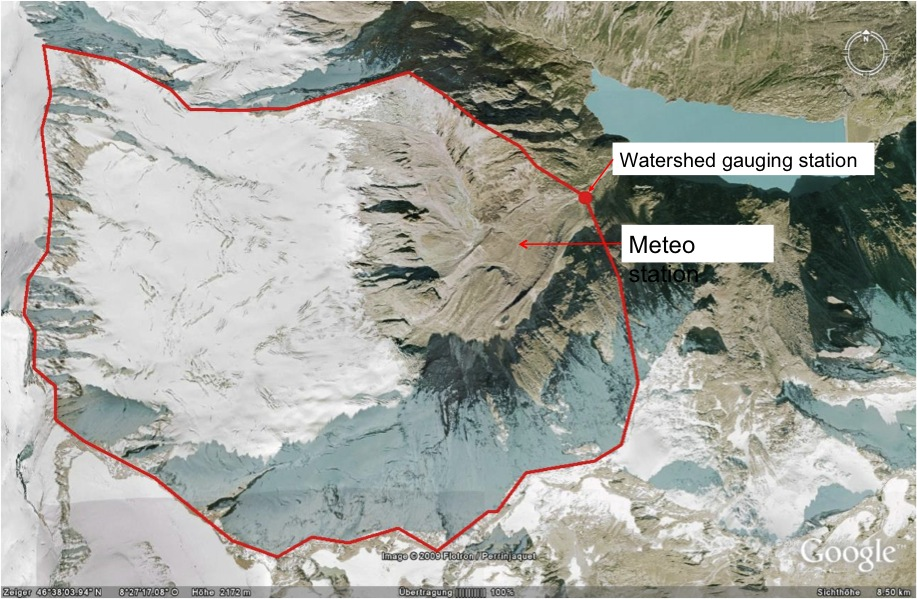 N
Watershed gauging station
Meteo
station
Image © 2009 Flotron / Perrinjaquet
Google
Zeiger 46°38'03.94" N 8°27'17.08" O Höhe 2172 m Übertragung |||||||||| 100% Sichthöhe 8.50 km